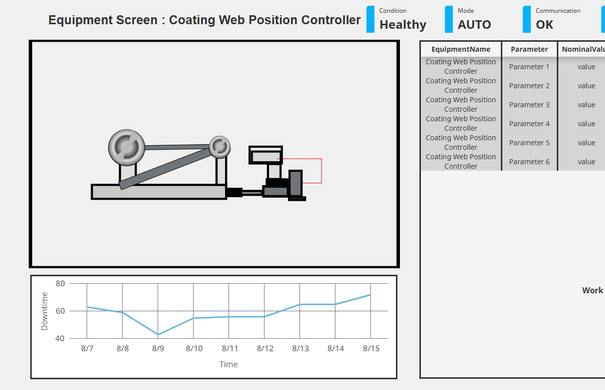 Equipment Screen : Coating Web Position Controller
Condition
Healthy
Mode
AUTO
Communication
OK
EquipmentName Parameter NominalValu
Coating Web Position
Controller
Parameter 1 value
Coating Web Position
Controller
Parameter 2 value
Coating Web Position
Controller
Parameter 3 value
Coating Web Position
Controller
Parameter 4 value
Coating Web Position
Controller
Parameter 5 value
Coating Web Position
Controller
Parameter 6 value
Work
Downtime
80
60
40
8/7 8/8 8/9 8/10 8/11 8/12 8/13 8/14 8/15
Time